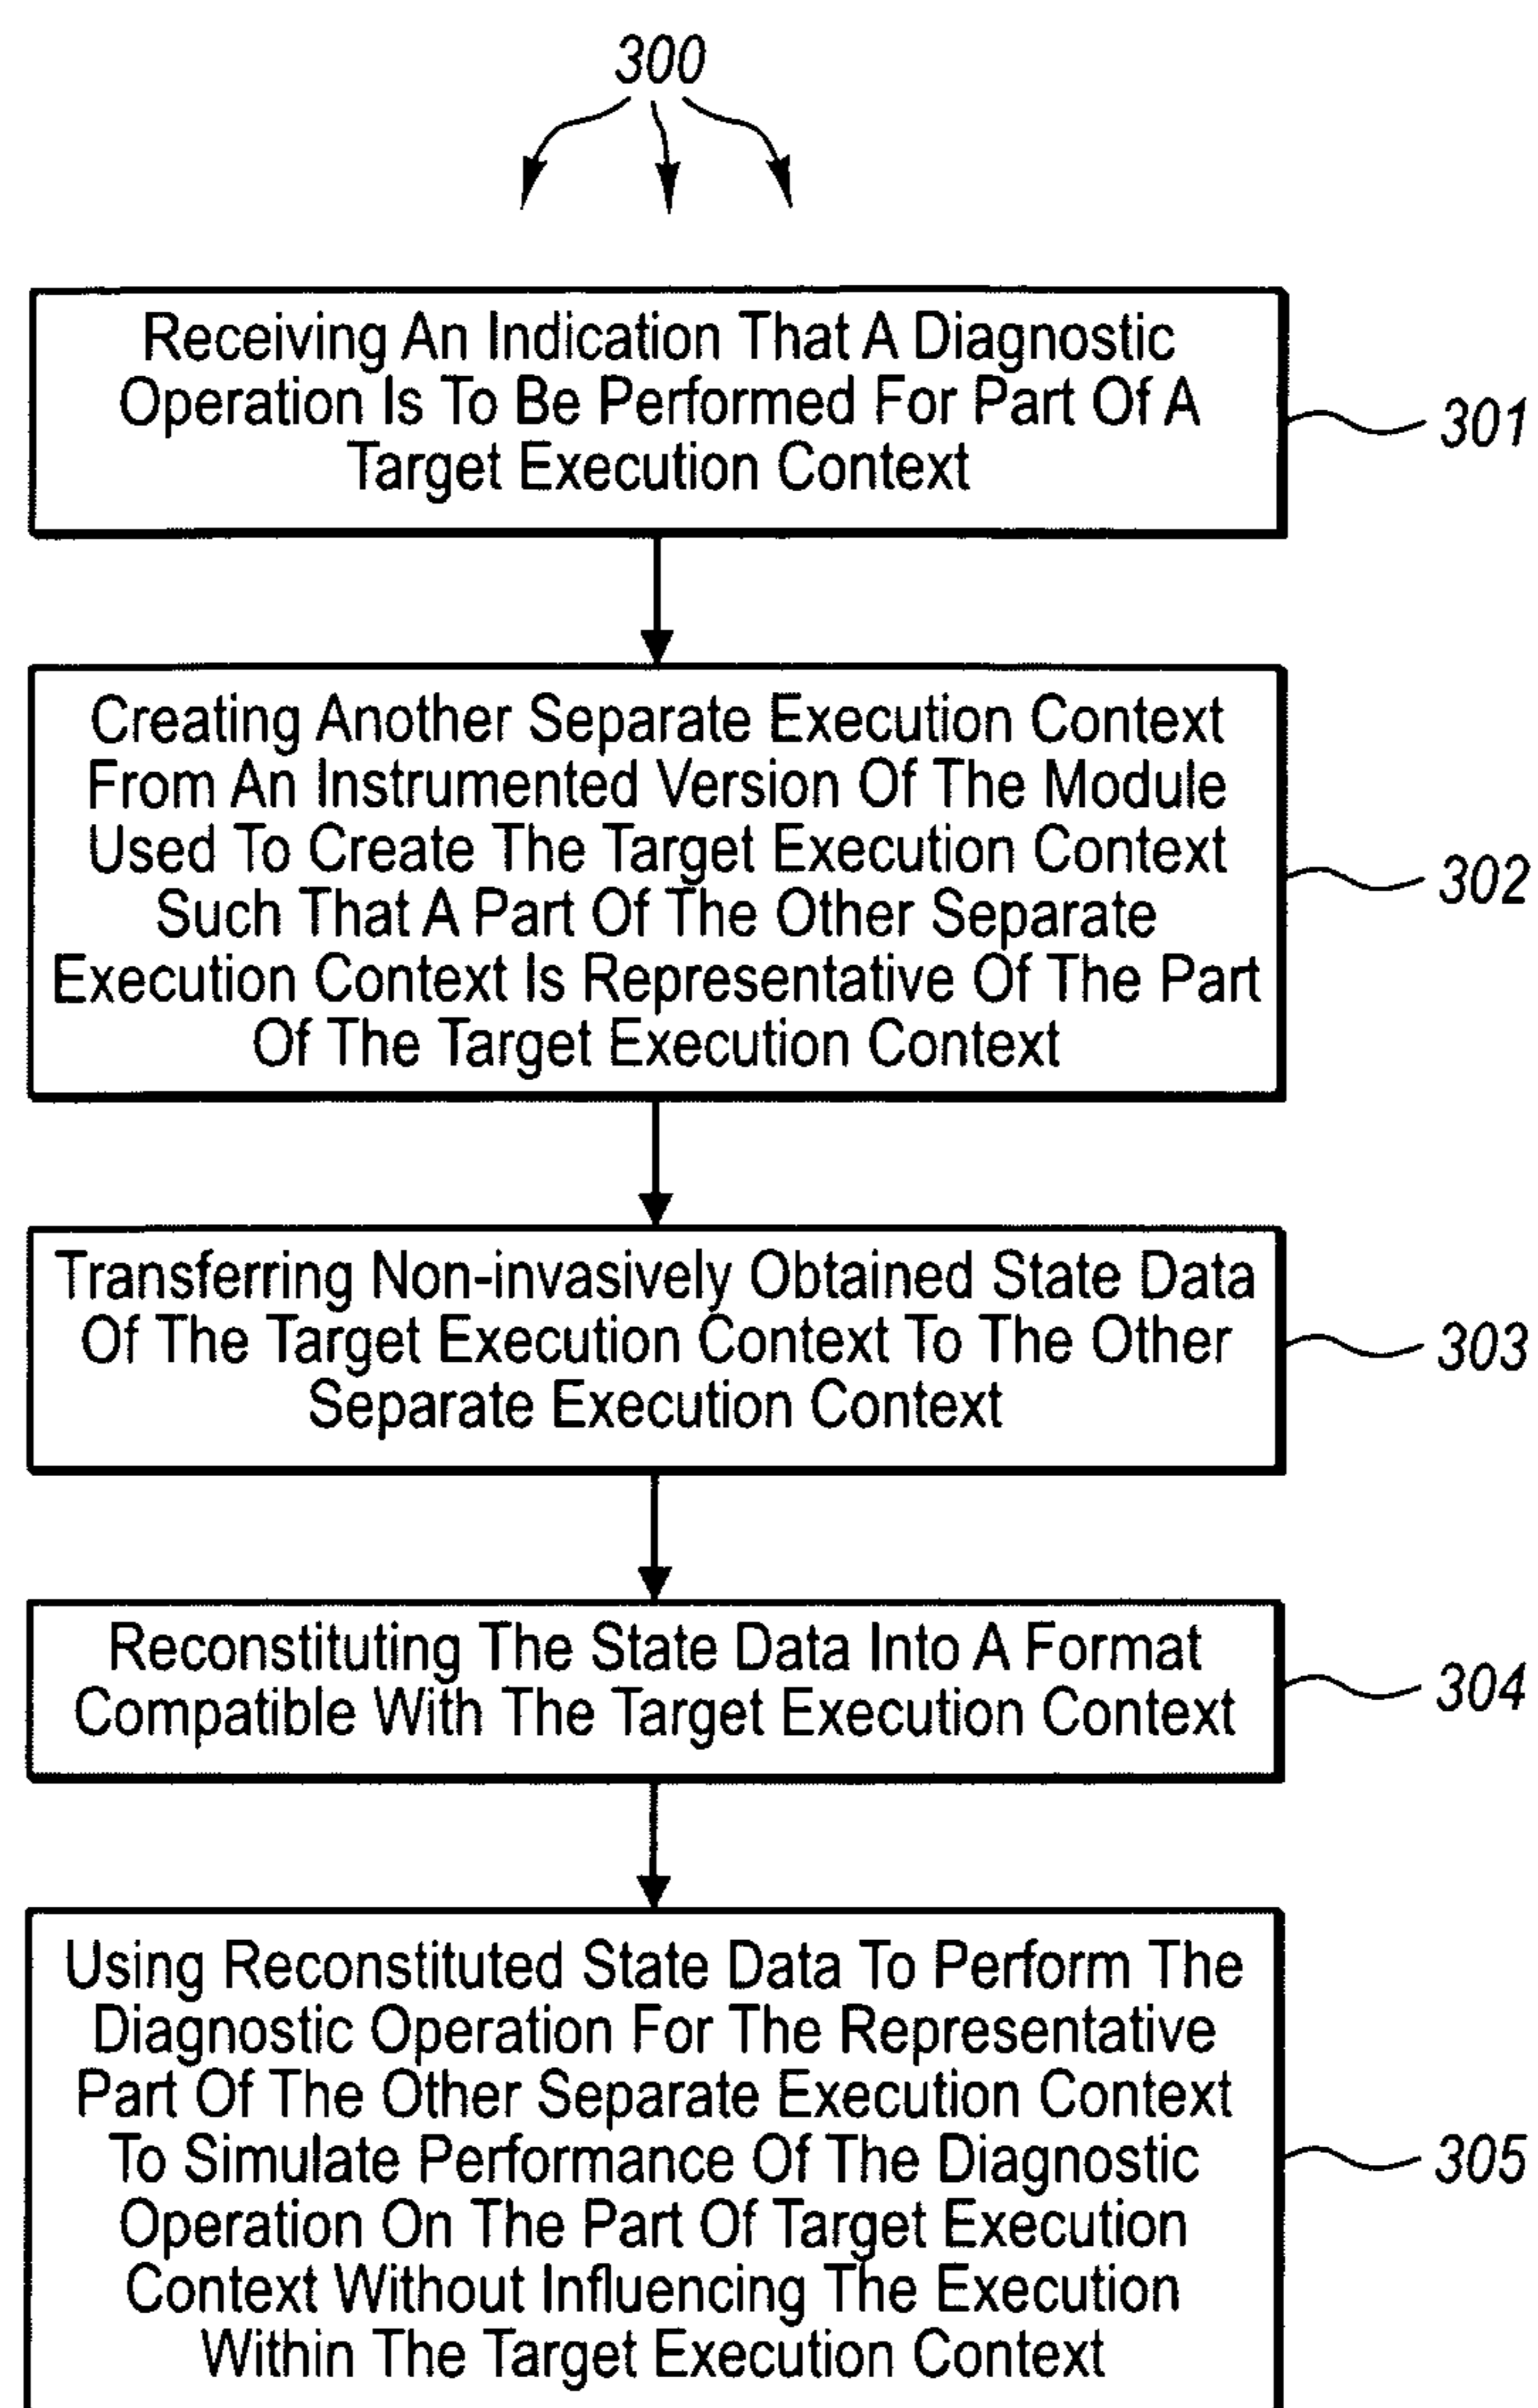 300
Receiving An Indication That A Diagnostic
Operation Is To Be Performed For Part Of A
Target Execution Context
301
Creating Another Separate Execution Context
From An Instrumented Version Of The Module
Used To Create The Target Execution Context
Such That A Part Of The Other Separate
Execution Context Is Representative Of The Part
Of The Target Execution Context
302
Transferring Non-invasively Obtained State Data
Of The Target Execution Context To The Other
Separate Execution Context
303
Reconstituting The State Data Into A Format
Compatible With The Target Execution Context
304
Using Reconstituted State Data To Perform The
Diagnostic Operation For The Representative
Part Of The Other Separate Execution Context
To Simulate Performance Of The Diagnostic
Operation On The Part Of Target Execution
Context Without Influencing The Execution
Within The Target Execution Context
305